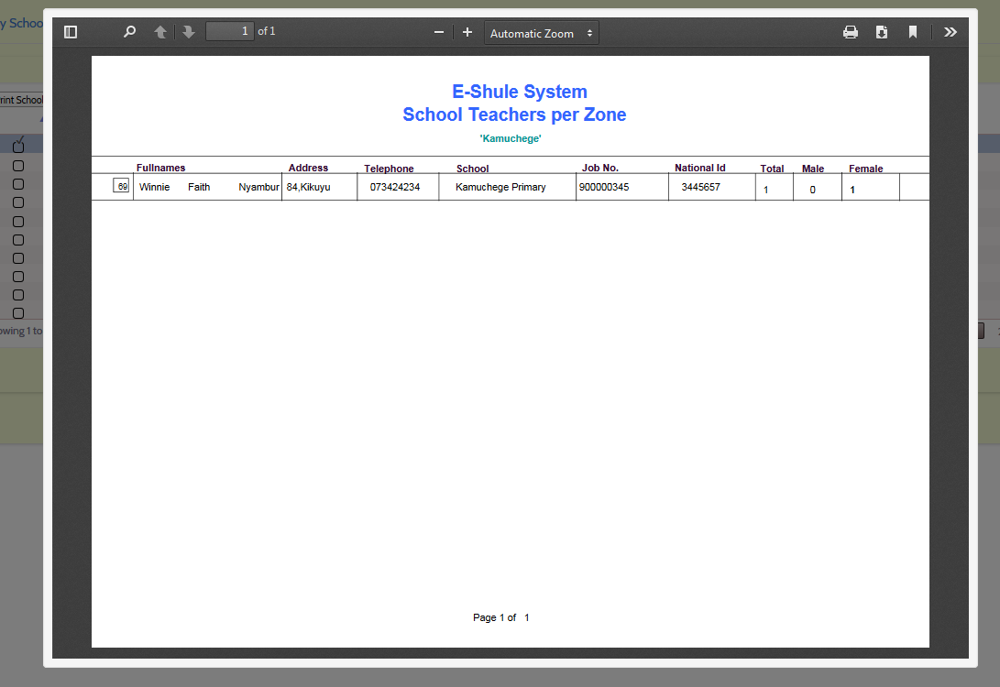 y Schoo
1 of 1
Automatic Zoom
rint School
E-Shule System
School Teachers per Zone
'Kamuchege'
Fullnames Address Telephone School Job No. National Id Total Male Female
69 Winnie Faith Nyambur 84,Kikuyu 073424234 Kamuchege Primary 900000345 3445657 1 0 1
owing 1 to
Page 1 of 1